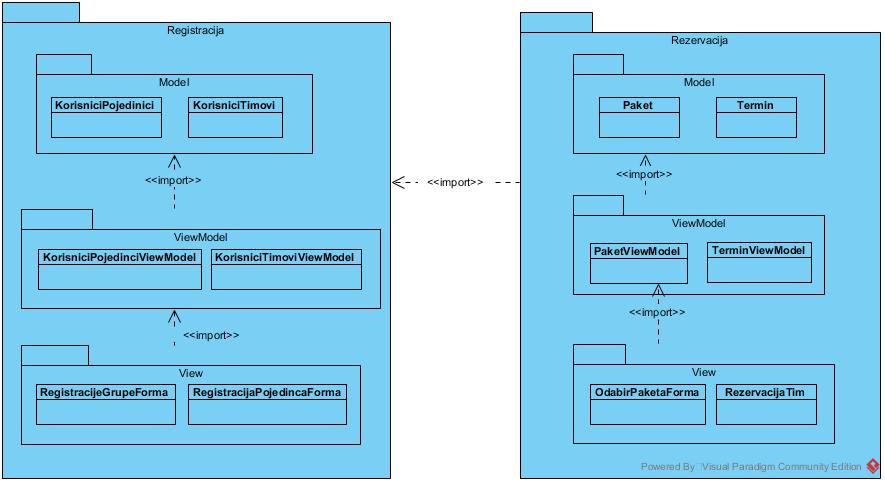 Registracija
Model
KorisniciPojedinici
KorisniciTimovi
<<import>>
ViewModel
KorisniciPojedinciViewModel
KorisniciTimoviViewModel
<<import>>
View
RegistracijeGrupeForma
RegistracijaPojedincaForma
<<import>>
Rezervacija
Model
Paket
Termin
<<import>>
ViewModel
PaketViewModel
TerminViewModel
<<import>>
View
OdabirPaketaForma
RezervacijaTim
Powered By Visual Paradigm Community Edition